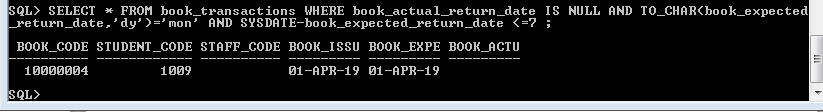 SQL> SELECT * FROM book_transactions WHERE book_actual_return_date IS NULL AND TO_CHAR(book_expected
_return_date,'dy')='mon' AND SYSDATE-book_expected_return_date <=7 ;
BOOK_CODE STUDENT_CODE STAFF_CODE BOOK_ISSU BOOK_EXPE BOOK_ACTU
---------- ------------ ---------- --------- --------- ---------
10000004 1009 01-APR-19 01-APR-19
SQL>